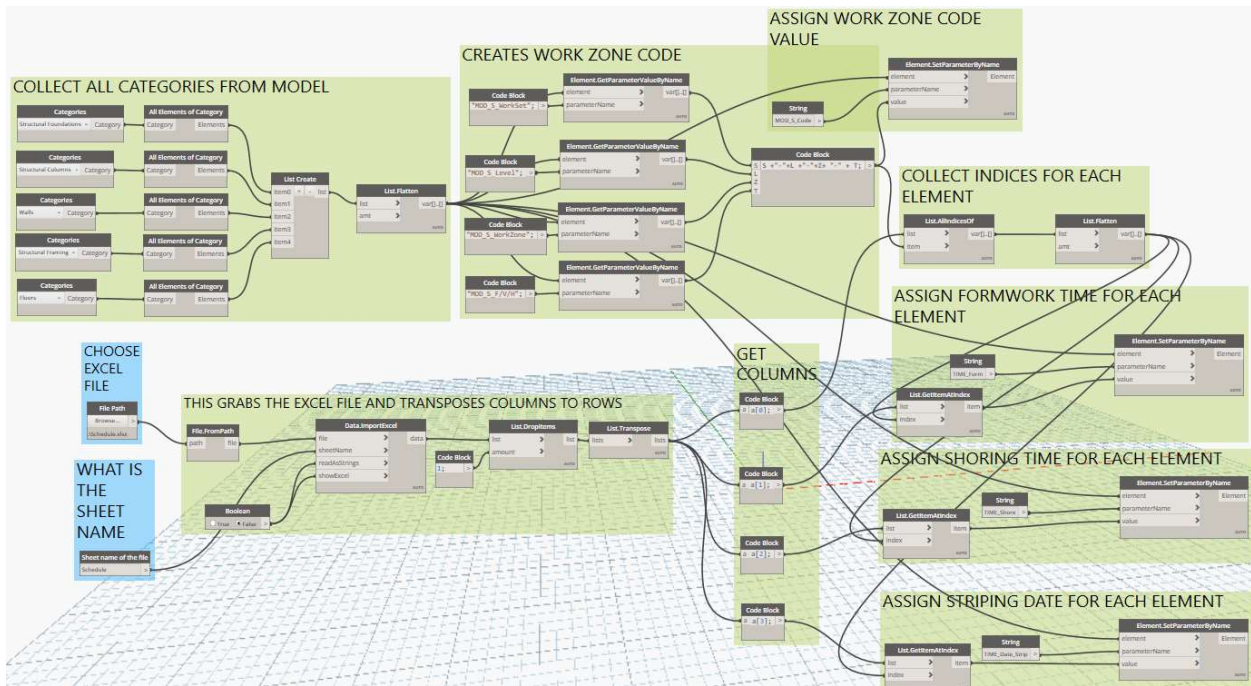 COLLECT ALL CATEGORIES FROM MODEL
Categories
Structural Foundations
Category
All Elements of Category
Category
Elements
Categories
Structural Columns
Category
All Elements of Category
Category
Elements
Categories
Walls
Category
All Elements of Category
Category
Elements
Categories
Structural Framing
Category
All Elements of Category
Category
Elements
Categories
Floors
Category
All Elements of Category
Category
Elements
List Create
item0 + - list
item1
item2
item3
item4
List.Flatten
list
var[]..[]
amt
CREATES WORK ZONE CODE
Code Block
"MOD_S_WorkSet"; >
Element.GetParameterValueByName
element > var[]..[]
parameterName >
Code Block
"MOD_S_Level"; >
Element.GetParameterValueByName
element > var[]..[]
parameterName >
Code Block
"MOD_S_WorkZone"; >
Element.GetParameterValueByName
element > var[]..[]
parameterName >
Code Block
"MOD_S_F/V/H"; >
Element.GetParameterValueByName
element > var[]..[]
parameterName >
Code Block
S S +"-"+L +"-"+Z+ "-" + T; >
L
Z
T
ASSIGN WORK ZONE CODE
VALUE
String
MOD_S_Code >
Element.SetParameterByName
element > Element
parameterName >
value >
COLLECT INDICES FOR EACH
ELEMENT
List.AllIndicesOf
list > var[]..[]
item >
List.Flatten
list > var[]..[]
amt >
ASSIGN FORMWORK TIME FOR EACH
ELEMENT
String
TIME_Form >
List.GetItemAtIndex
list > item
index >
Element.SetParameterByName
element > Element
parameterName >
value >
CHOOSE
EXCEL
FILE
File Path
Browse... >
\Schedule.xlsx
WHAT IS
THE
SHEET
NAME
Sheet name of the file
Schedule >
THIS GRABS THE EXCEL FILE AND TRANSPOSES COLUMNS TO ROWS
File.FromPath
path file
Boolean
True False >
Data.ImportExcel
file > data
sheetName >
readAsStrings >
showExcel >
Code Block
1; >
List.DropItems
list > list
amount >
List.Transpose
lists > lists
GET
COLUMNS
Code Block
a a[0]; >
Code Block
a a[1]; >
Code Block
a a[2]; >
Code Block
a a[3]; >
ASSIGN SHORING TIME FOR EACH ELEMENT
String
TIME_Shore >
List.GetItemAtIndex
list > item
index >
Element.SetParameterByName
element > Element
parameterName >
value >
ASSIGN STRIPING DATE FOR EACH ELEMENT
String
TIME_Date_Strip >
List.GetItemAtIndex
list > item
index >
Element.SetParameterByName
element > Element
parameterName >
value >